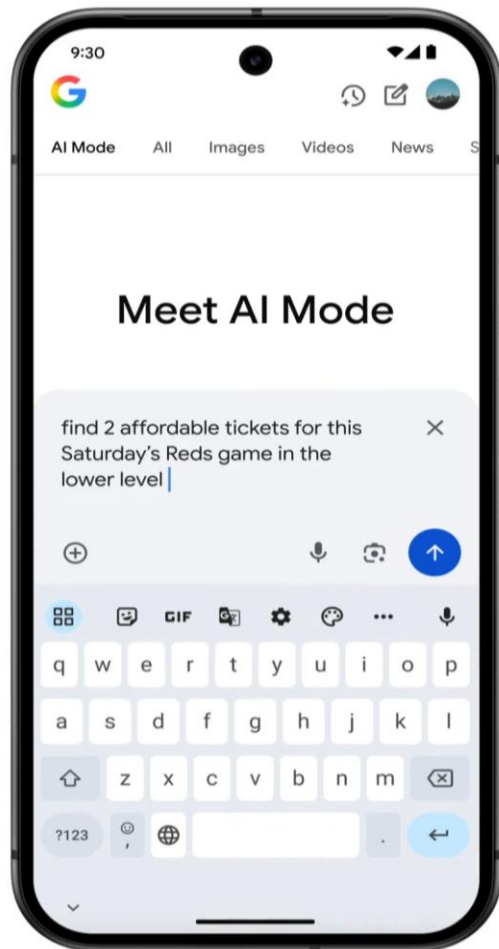 9:30
AI Mode All Images Videos News S
Meet AI Mode
find 2 affordable tickets for this
Saturday's Reds game in the
lower level
GIF
q w e r t y u i o p
a s d f g h j k l
z x c v b n m
?123 , .